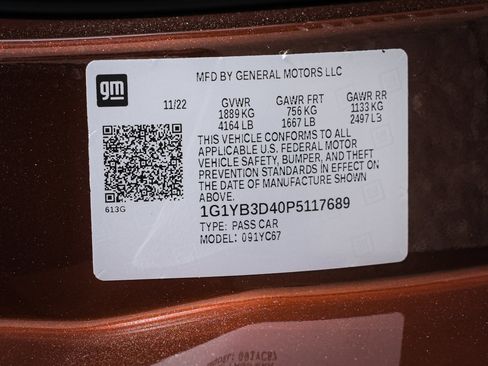 MFD BY GENERAL MOTORS LLC
gm
11/22 GVWR GAWR FRT GAWR RR
1889 KG 756 KG 1133 KG
4164 LB 1667 LB 2497 LB
THIS VEHICLE CONFORMS TO ALL
APPLICABLE U.S. FEDERAL MOTOR
VEHICLE SAFETY, BUMPER, AND THEFT
PREVENTION STANDARDS IN EFFECT ON
THE DATE OF MANUFACTURE SHOWN
ABOVE.
613G
1G1YB3D40P5117689
TYPE: PASS CAR
MODEL: 091YC67